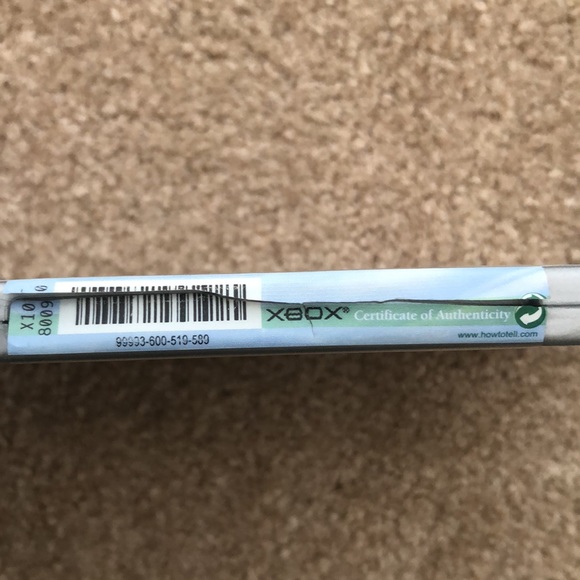 X10
8009
99993-600-519-589
XBOX® Certificate of Authenticity
www.howtotell.com